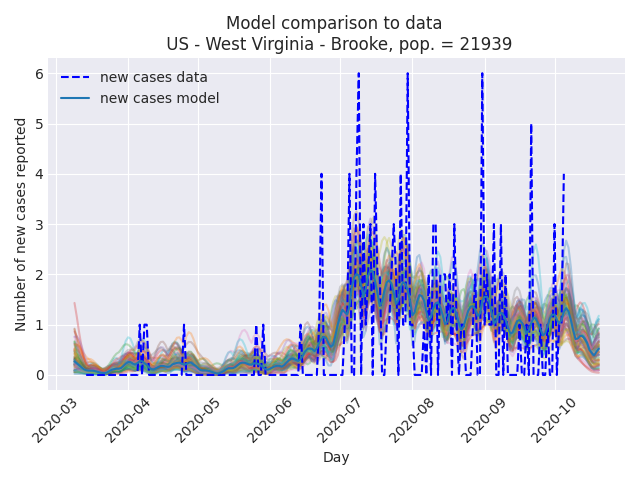 Model comparison to data
US - West Virginia - Brooke, pop. = 21939
new cases data
new cases model
Number of new cases reported
6
5
4
3
2
1
0
2020-03
2020-04
2020-05
2020-06
2020-07
2020-08
2020-09
2020-10
Day